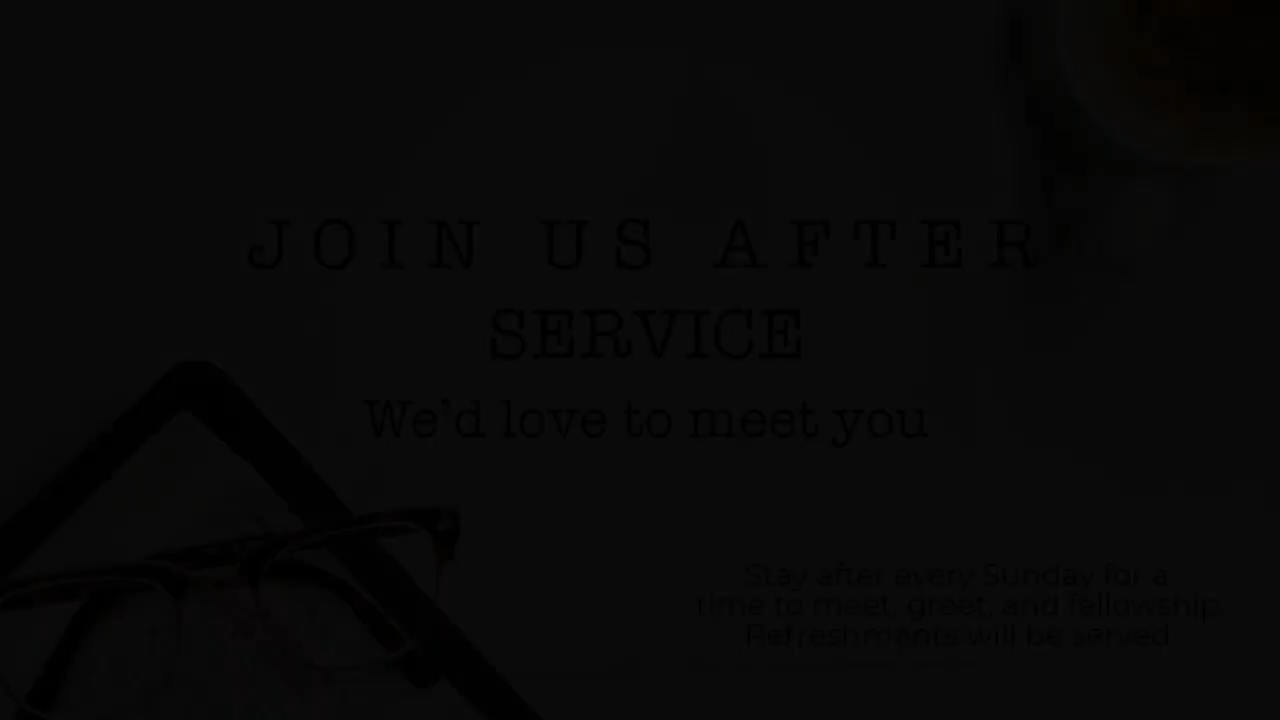 JOIN US AFTER
SERVICE
We'd love to meet you
Stay after every Sunday for a
time to meet, greet, and fellowship.
Refreshments will be served